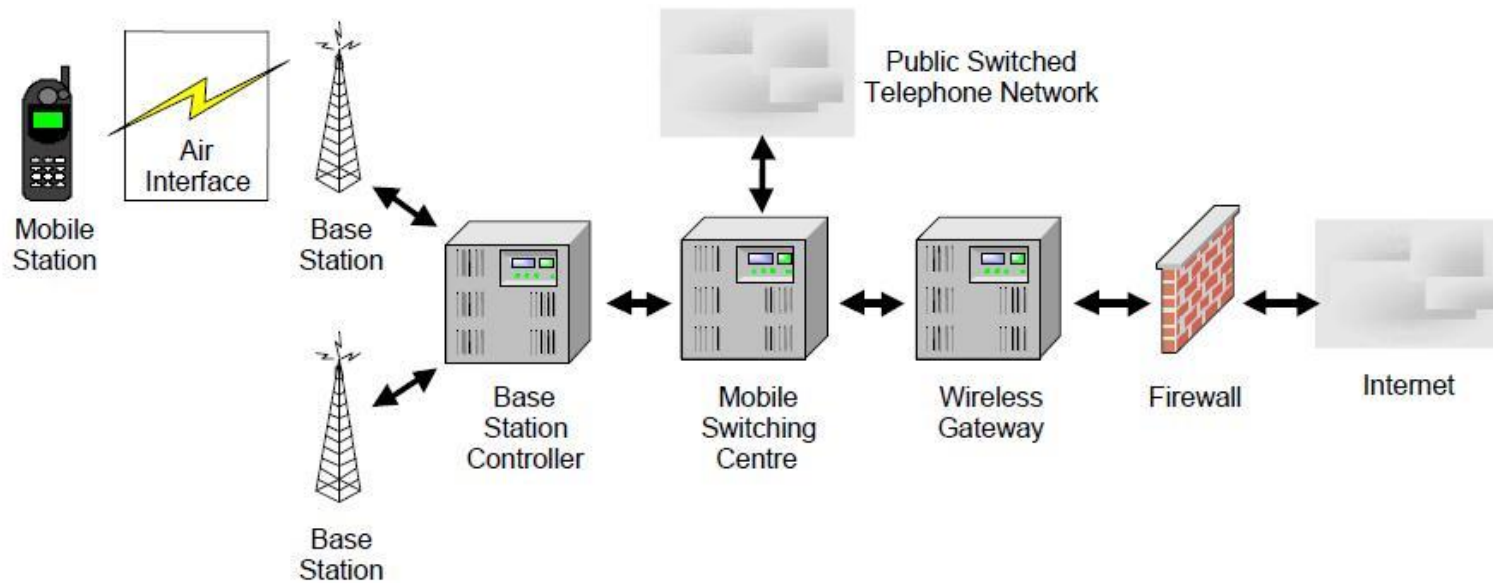 Public Switched
Telephone Network
Air
Interface
Mobile
Station
Base
Station
Base
Station
Controller
Mobile
Switching
Centre
Wireless
Gateway
Firewall
Internet
Base
Station